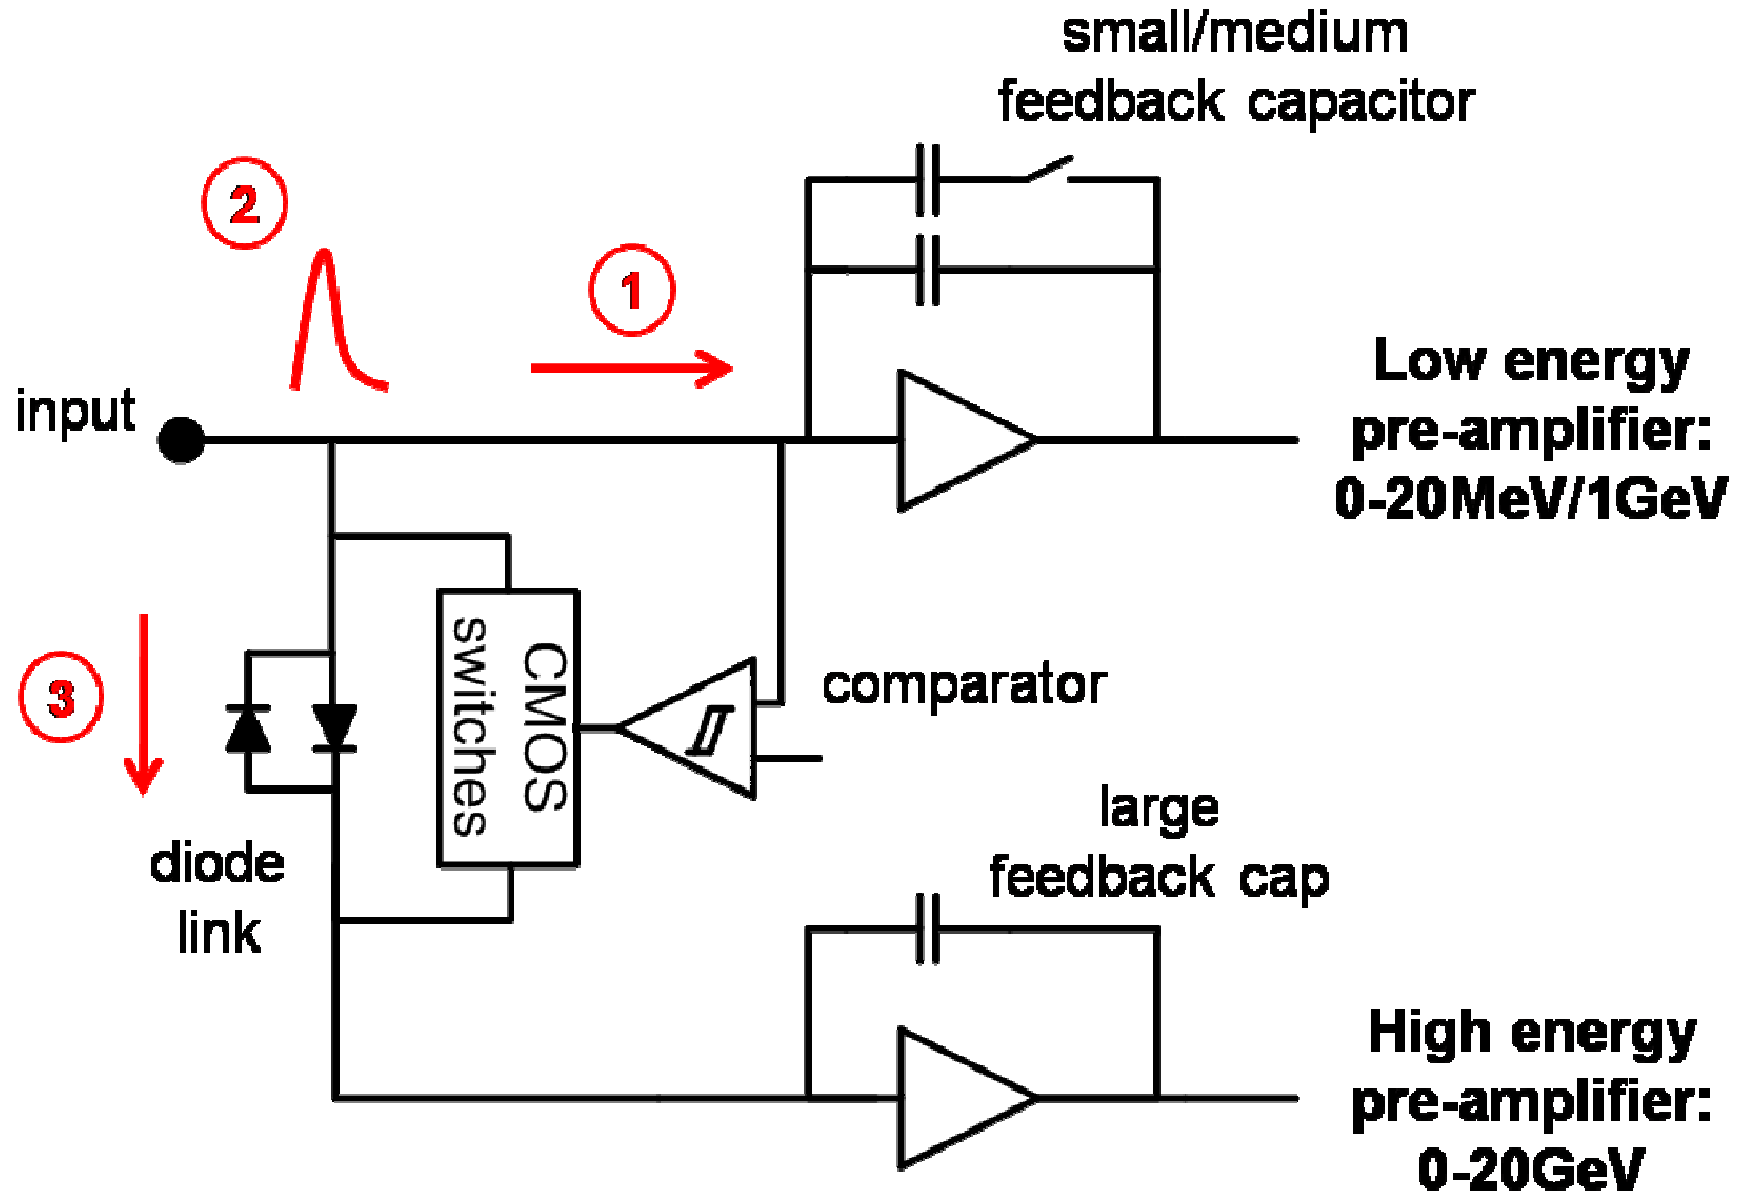 small/medium
feedback capacitor
2
1
input
Low energy
pre-amplifier:
0-20MeV/1GeV
CMOS
switches
3
comparator
diode
link
large
feedback cap
High energy
pre-amplifier:
0-20GeV